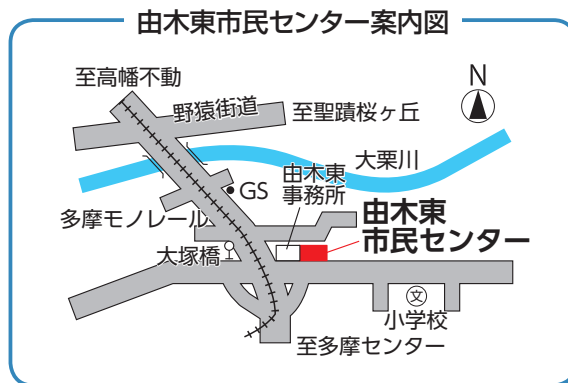 由木東市民センター案内図
至高幡不動
N
野猿街道
至聖蹟桜ヶ丘
大栗川
由木東
事務所
GS
多摩モノレール
由木東
市民センター
大塚橋
文
小学校
至多摩センター